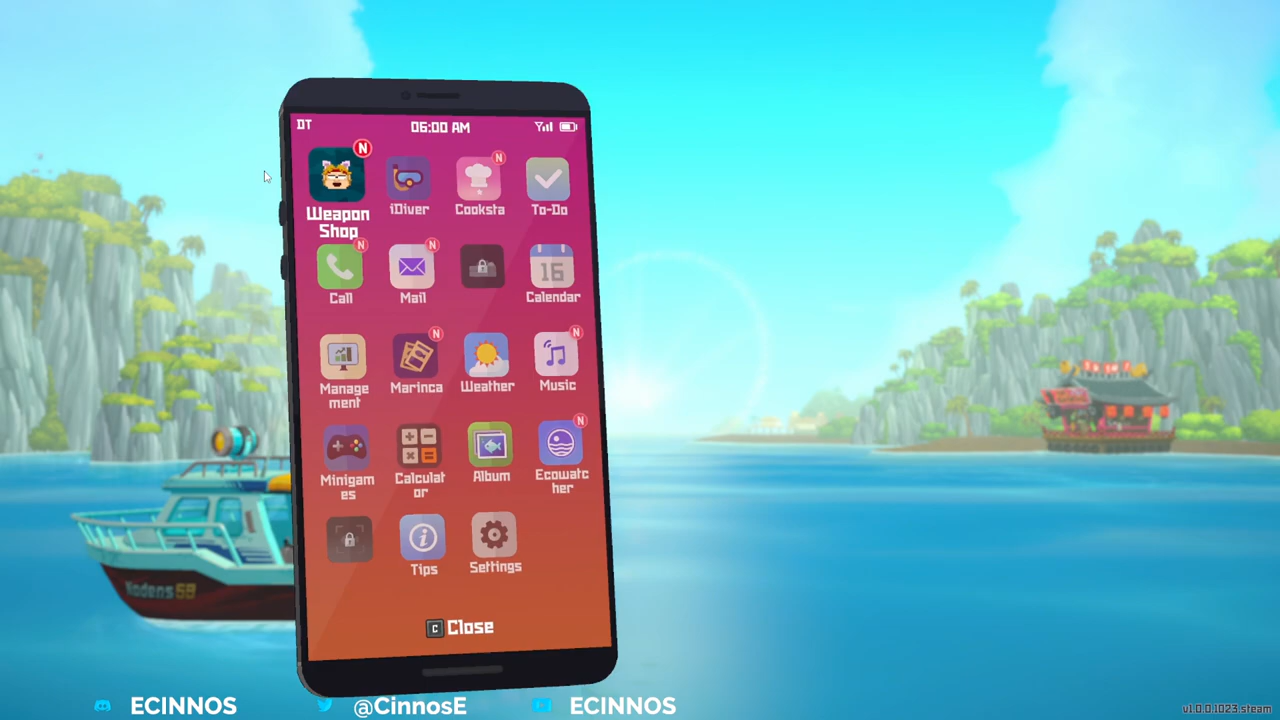 DT
06:00 AM
N
N
Weapon
Shop
iDiver
Cooksta
To-Do
N
N
16
Call
Mail
Calendar
N
N
Manage
ment
Marinca
Weather
Music
N
Minigam
es
Calculat
or
Album
Ecowatc
her
Tips
Settings
C Close
Kodens58
ECINNOS
@CinnosE
ECINNOS
v1.0.0.1023.steam